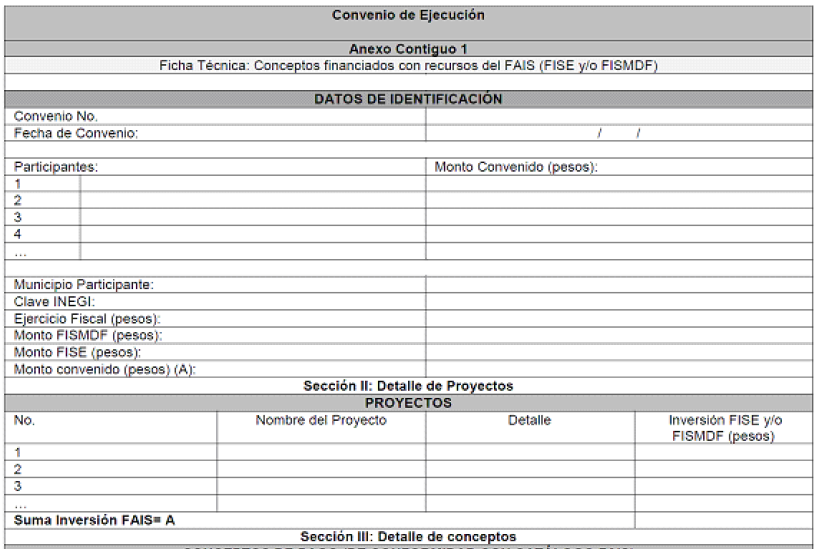 Convenio de Ejecución
Anexo Contiguo 1
Ficha Técnica: Conceptos financiados con recursos del FAIS (FISE y/o FISMDF)
DATOS DE IDENTIFICACIÓN
Convenio No.
Fecha de Convenio: / /
Participantes: Monto Convenido (pesos):
1
2
3
4
...
Municipio Participante:
Clave INEGI:
Ejercicio Fiscal (pesos):
Monto FISMDF (pesos):
Monto FISE (pesos):
Monto convenido (pesos) (A):
Sección II: Detalle de Proyectos
PROYECTOS
No. Nombre del Proyecto Detalle Inversión FISE y/o
FISMDF (pesos)
1
2
3
...
Suma Inversión FAIS= A
Sección III: Detalle de conceptos